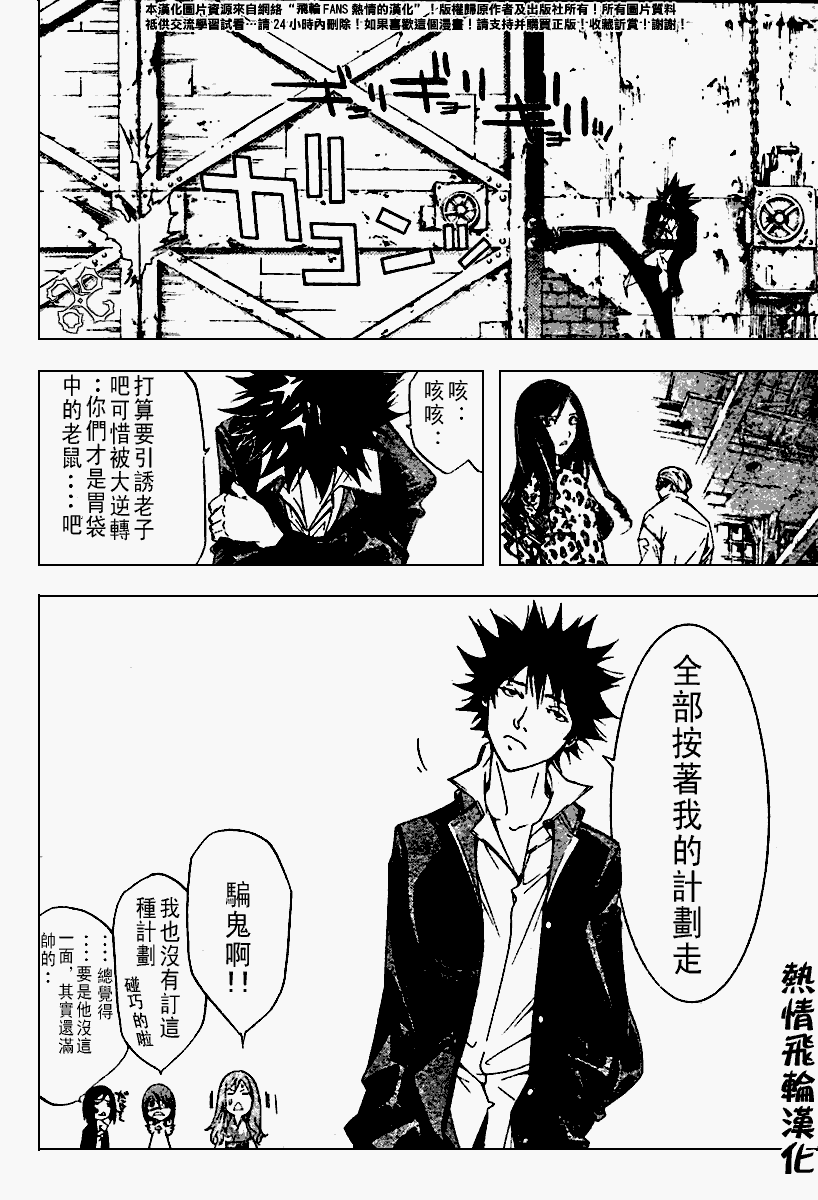 本漢化圖片資源來自網絡“飛輪FANS熱情的漢化”！版權歸原作者及出版社所有！所有圖片資料
祗供交流學習試看…請24小時內刪除！如果喜歡這個漫畫！請支持并購買正版！收藏訢賞！謝謝！
ギュ
ギュ
ギュ
ガジョーン
咳：
咳咳：
打算要引誘老子
吧可惜被大逆轉
：你們才是胃袋
中的老鼠‥‥吧
全部按著我的計劃走
騙鬼啊!!
我也沒有訂這
種計劃
碰巧的啦
‥‥總覺得
‥‥要是他沒這
一面，其實還滿
帥的：
熱情飛輪漢化